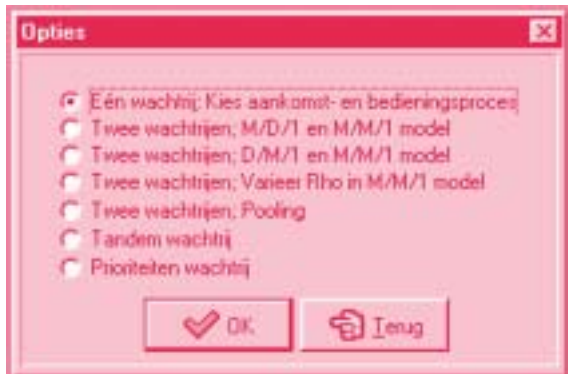 Opties
Eén wachtrij; Kies aankomst- en bedieningsproces
Twee wachtrijen; M/D/1 en M/M/1 model
Twee wachtrijen; D/M/1 en M/M/1 model
Twee wachtrijen; Varieer Rho in M/M/1 model
Twee wachtrijen; Pooling
Tandem wachtrij
Prioriteiten wachtrij
OK Terug